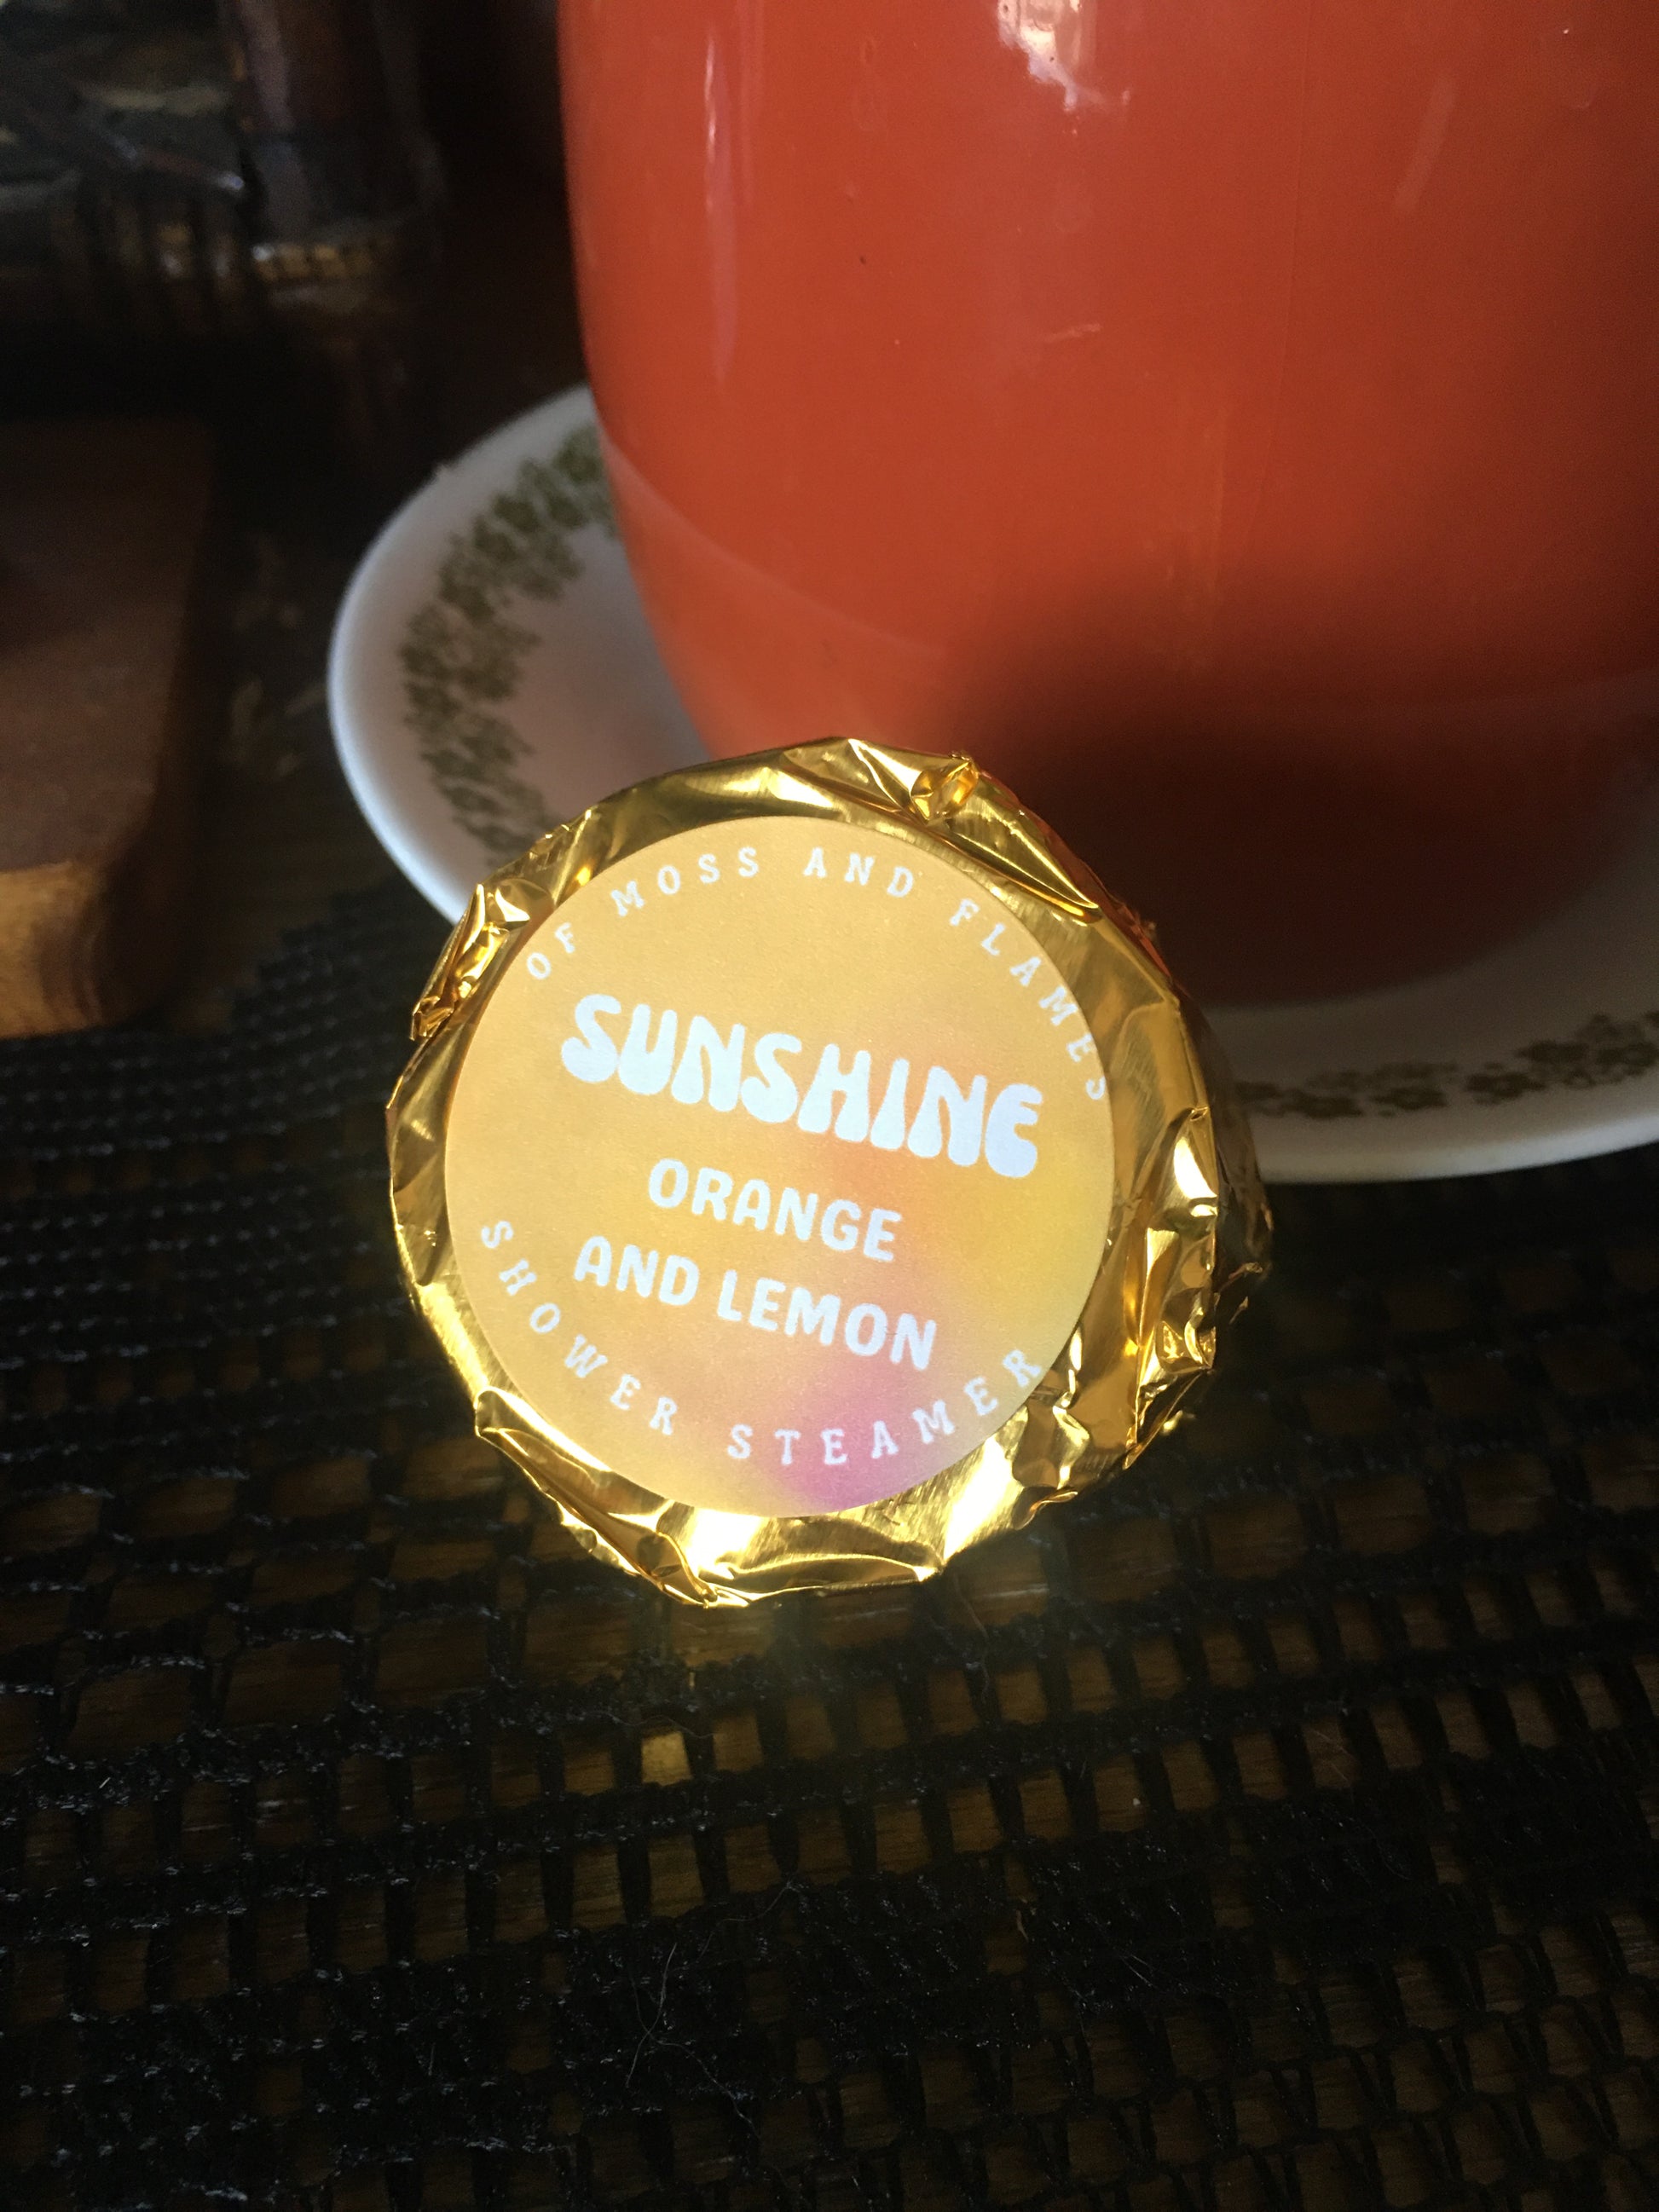 OF MOSS AND FLAMES
SUNSHINE
ORANGE
AND LEMON
SHOWER STEAMER